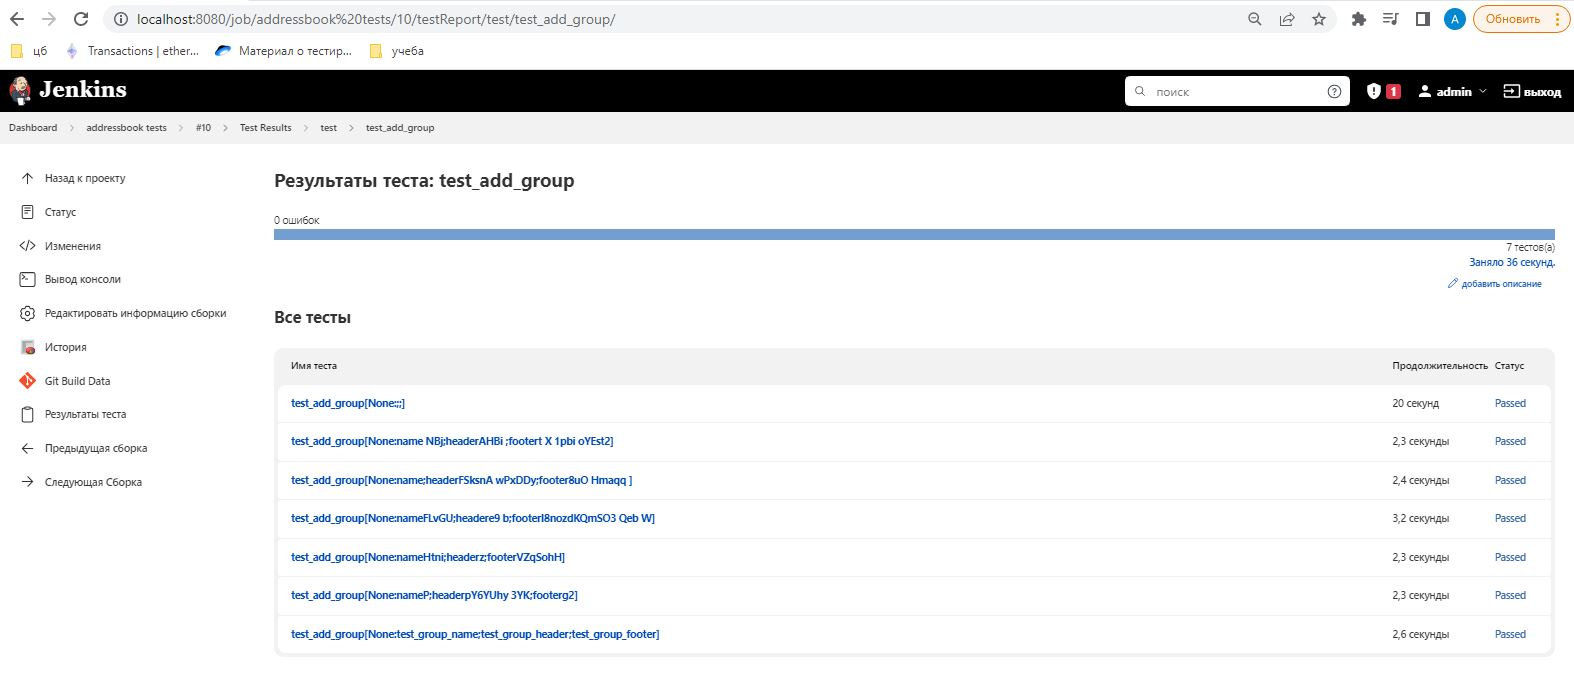 localhost:8080/job/addressbook%20tests/10/testReport/test/test_add_group/
A
Обновить
цб
Transactions | ether...
Материал о тестир...
учеба
Jenkins
поиск
1
admin
выход
Dashboard addressbook tests #10 Test Results test test_add_group
Назад к проекту
Статус
Изменения
Вывод консоли
Редактировать информацию сборки
История
Git Build Data
Результаты теста
Предыдущая сборка
Следующая Сборка
Результаты теста: test_add_group
0 ошибок
7 тестов(а)
Заняло 36 секунд.
добавить описание
Все тесты
Имя теста Продолжительность Статус
test_add_group[None:;;] 20 секунд Passed
test_add_group[None:name NBj;headerAHBi ;footert X 1pbi oYEst2] 2,3 секунды Passed
test_add_group[None:name;headerFSksnA wPxDDy;footer8uO Hmaqq ] 2,4 секунды Passed
test_add_group[None:nameFLvGU;headere9 b;footerI8nozdKQmSO3 Qeb W] 3,2 секунды Passed
test_add_group[None:nameHtni;headerz;footerVZqSohH] 2,3 секунды Passed
test_add_group[None:nameP;headerpY6YUhy 3YK;footerg2] 2,3 секунды Passed
test_add_group[None:test_group_name;test_group_header;test_group_footer] 2,6 секунды Passed